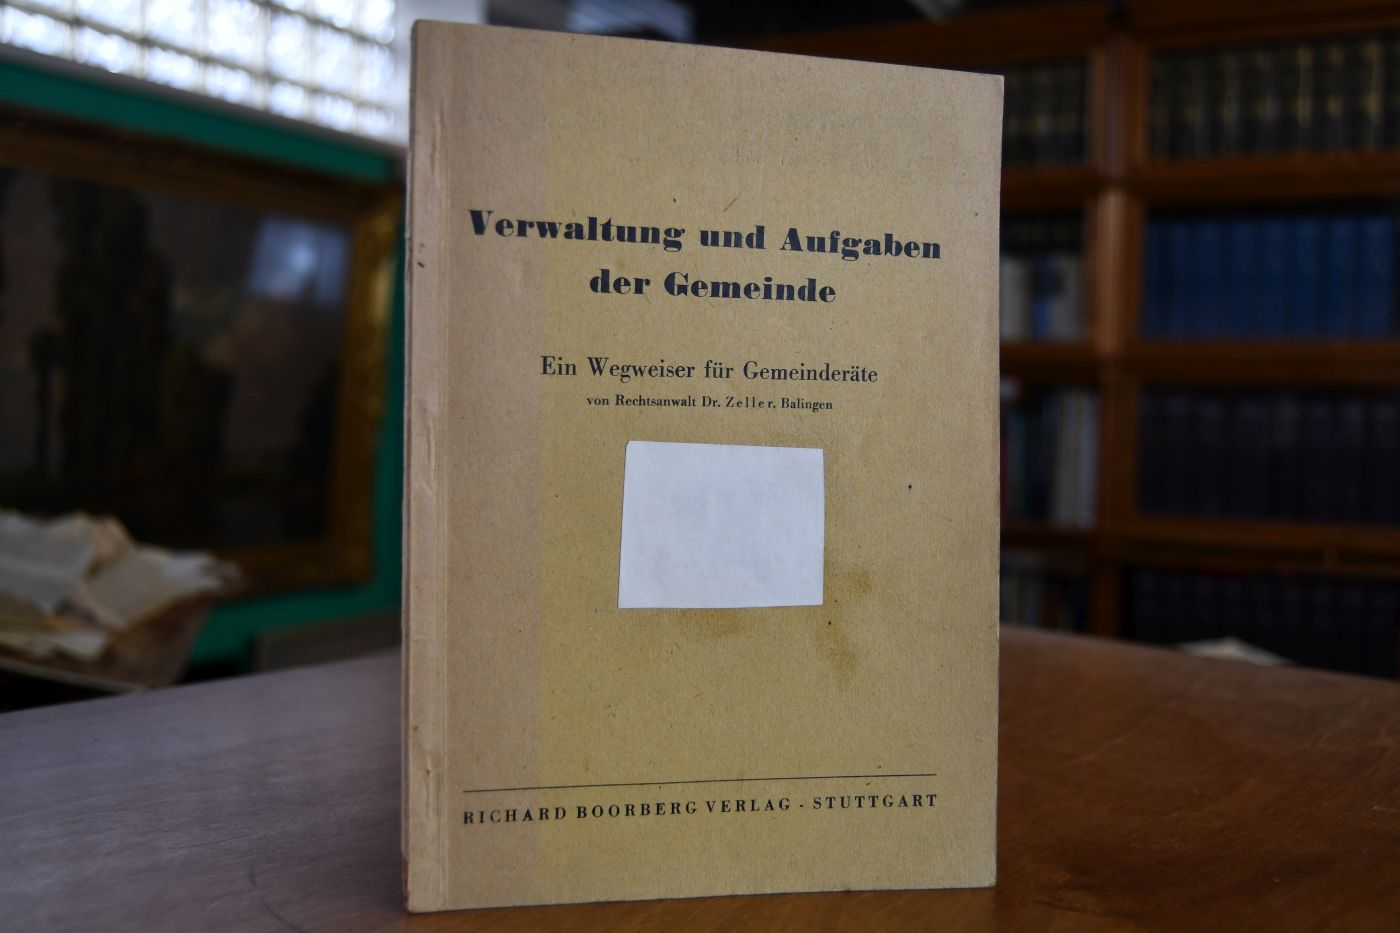 Verwaltung und Aufgaben
der Gemeinde
Ein Wegweiser für Gemeinderäte
von Rechtsanwalt Dr. Zeller, Balingen
RICHARD BOORBERG VERLAG - STUTTGART